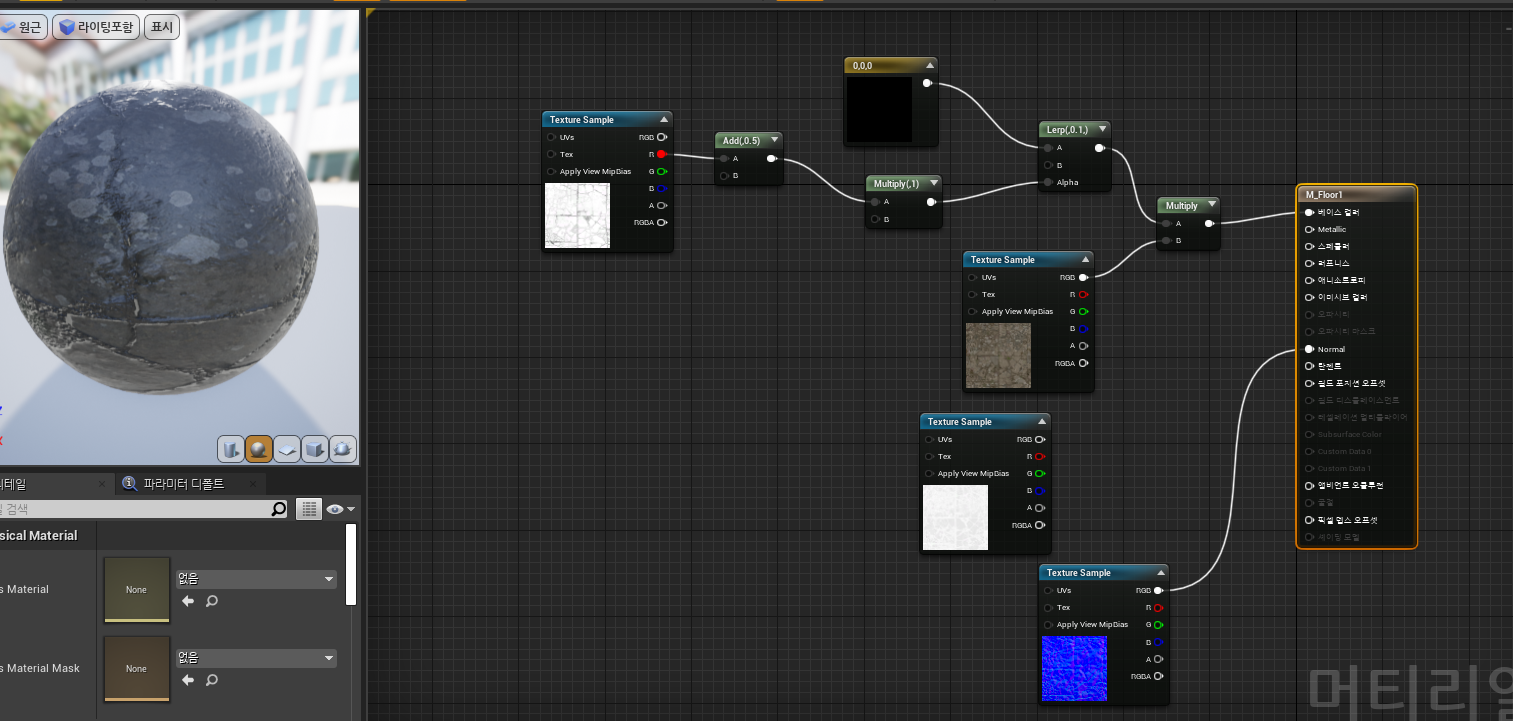 원근
라이팅포함
표시
0,0,0
Texture Sample
UVs
RGB
Tex
R
Apply View MipBias
G
B
A
RGBA
Add(,0.5)
A
B
Multiply(,1)
A
B
Lerp(,0.1,)
A
B
Alpha
Multiply
A
B
Texture Sample
UVs
RGB
Tex
R
Apply View MipBias
G
B
A
RGBA
Texture Sample
UVs
RGB
Tex
R
Apply View MipBias
G
B
A
RGBA
Texture Sample
UVs
RGB
Tex
R
Apply View MipBias
G
B
A
RGBA
M_Floor1
베이스 컬러
Metallic
스페큘러
러프니스
애니소트로피
이미시브 컬러
오파시티
오파시티 마스크
Normal
탄젠트
월드 포지션 오프셋
월드 디스플레이스먼트
테셀레이션 멀티플라이어
Subsurface Color
Custom Data 0
Custom Data 1
앰비언트 오클루전
굴절
픽셀 뎁스 오프셋
셰이딩 모델
테일
파라미터 디폴트
검색
sical Material
s Material
None
없음
s Material Mask
None
없음
머티리얼